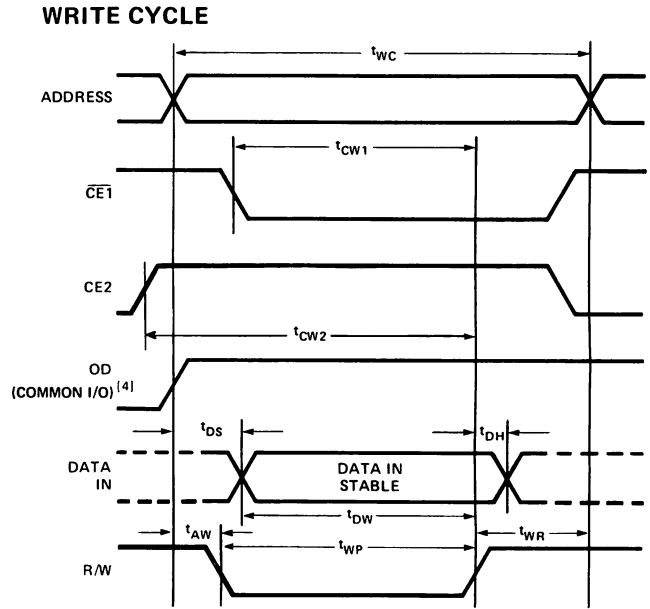 WRITE CYCLE
tWC
ADDRESS
tCW1
CE1
CE2
tCW2
OD
(COMMON I/O) [4]
tDS
tDH
DATA
IN
DATA IN
STABLE
tDW
tAW
tWP
tWR
R/W